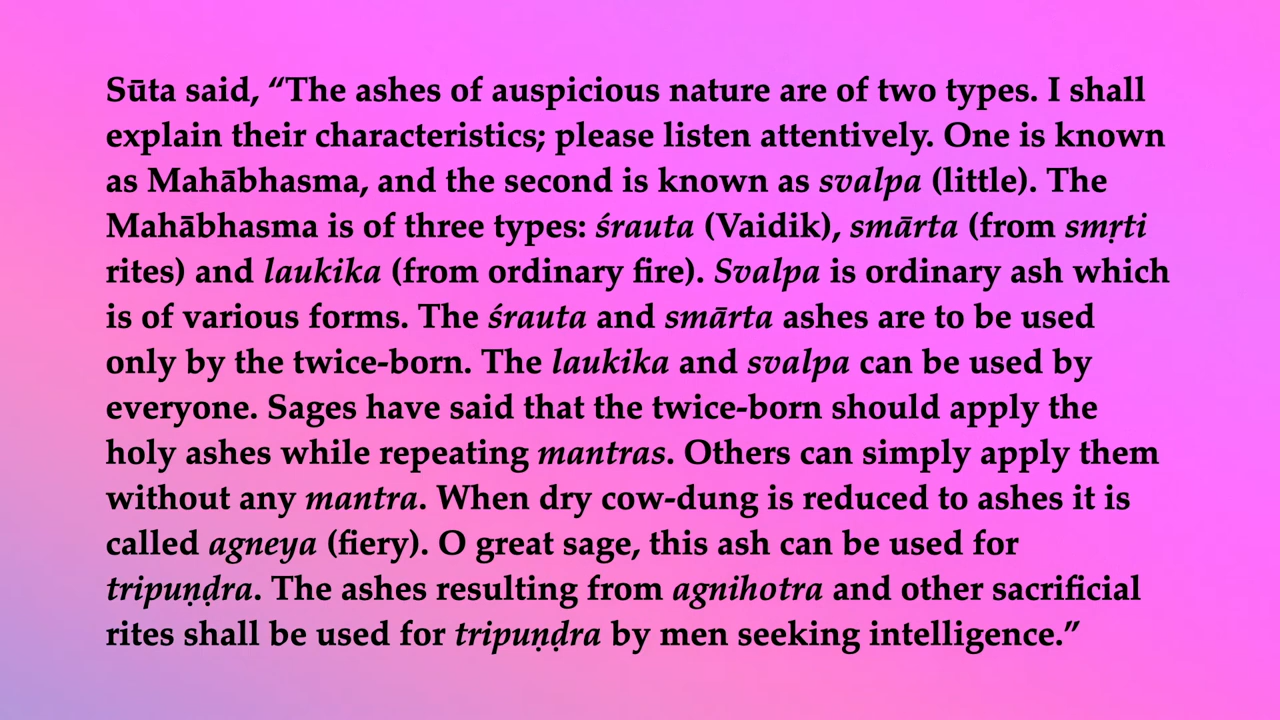 Sūta said, “The ashes of auspicious nature are of two types. I shall
explain their characteristics; please listen attentively. One is known
as Mahābhasma, and the second is known as svalpa (little). The
Mahābhasma is of three types: śrauta (Vaidik), smārta (from smṛti
rites) and laukika (from ordinary fire). Svalpa is ordinary ash which
is of various forms. The śrauta and smārta ashes are to be used
only by the twice-born. The laukika and svalpa can be used by
everyone. Sages have said that the twice-born should apply the
holy ashes while repeating mantras. Others can simply apply them
without any mantra. When dry cow-dung is reduced to ashes it is
called agneya (fiery). O great sage, this ash can be used for
tripuṇḍra. The ashes resulting from agnihotra and other sacrificial
rites shall be used for tripuṇḍra by men seeking intelligence.”